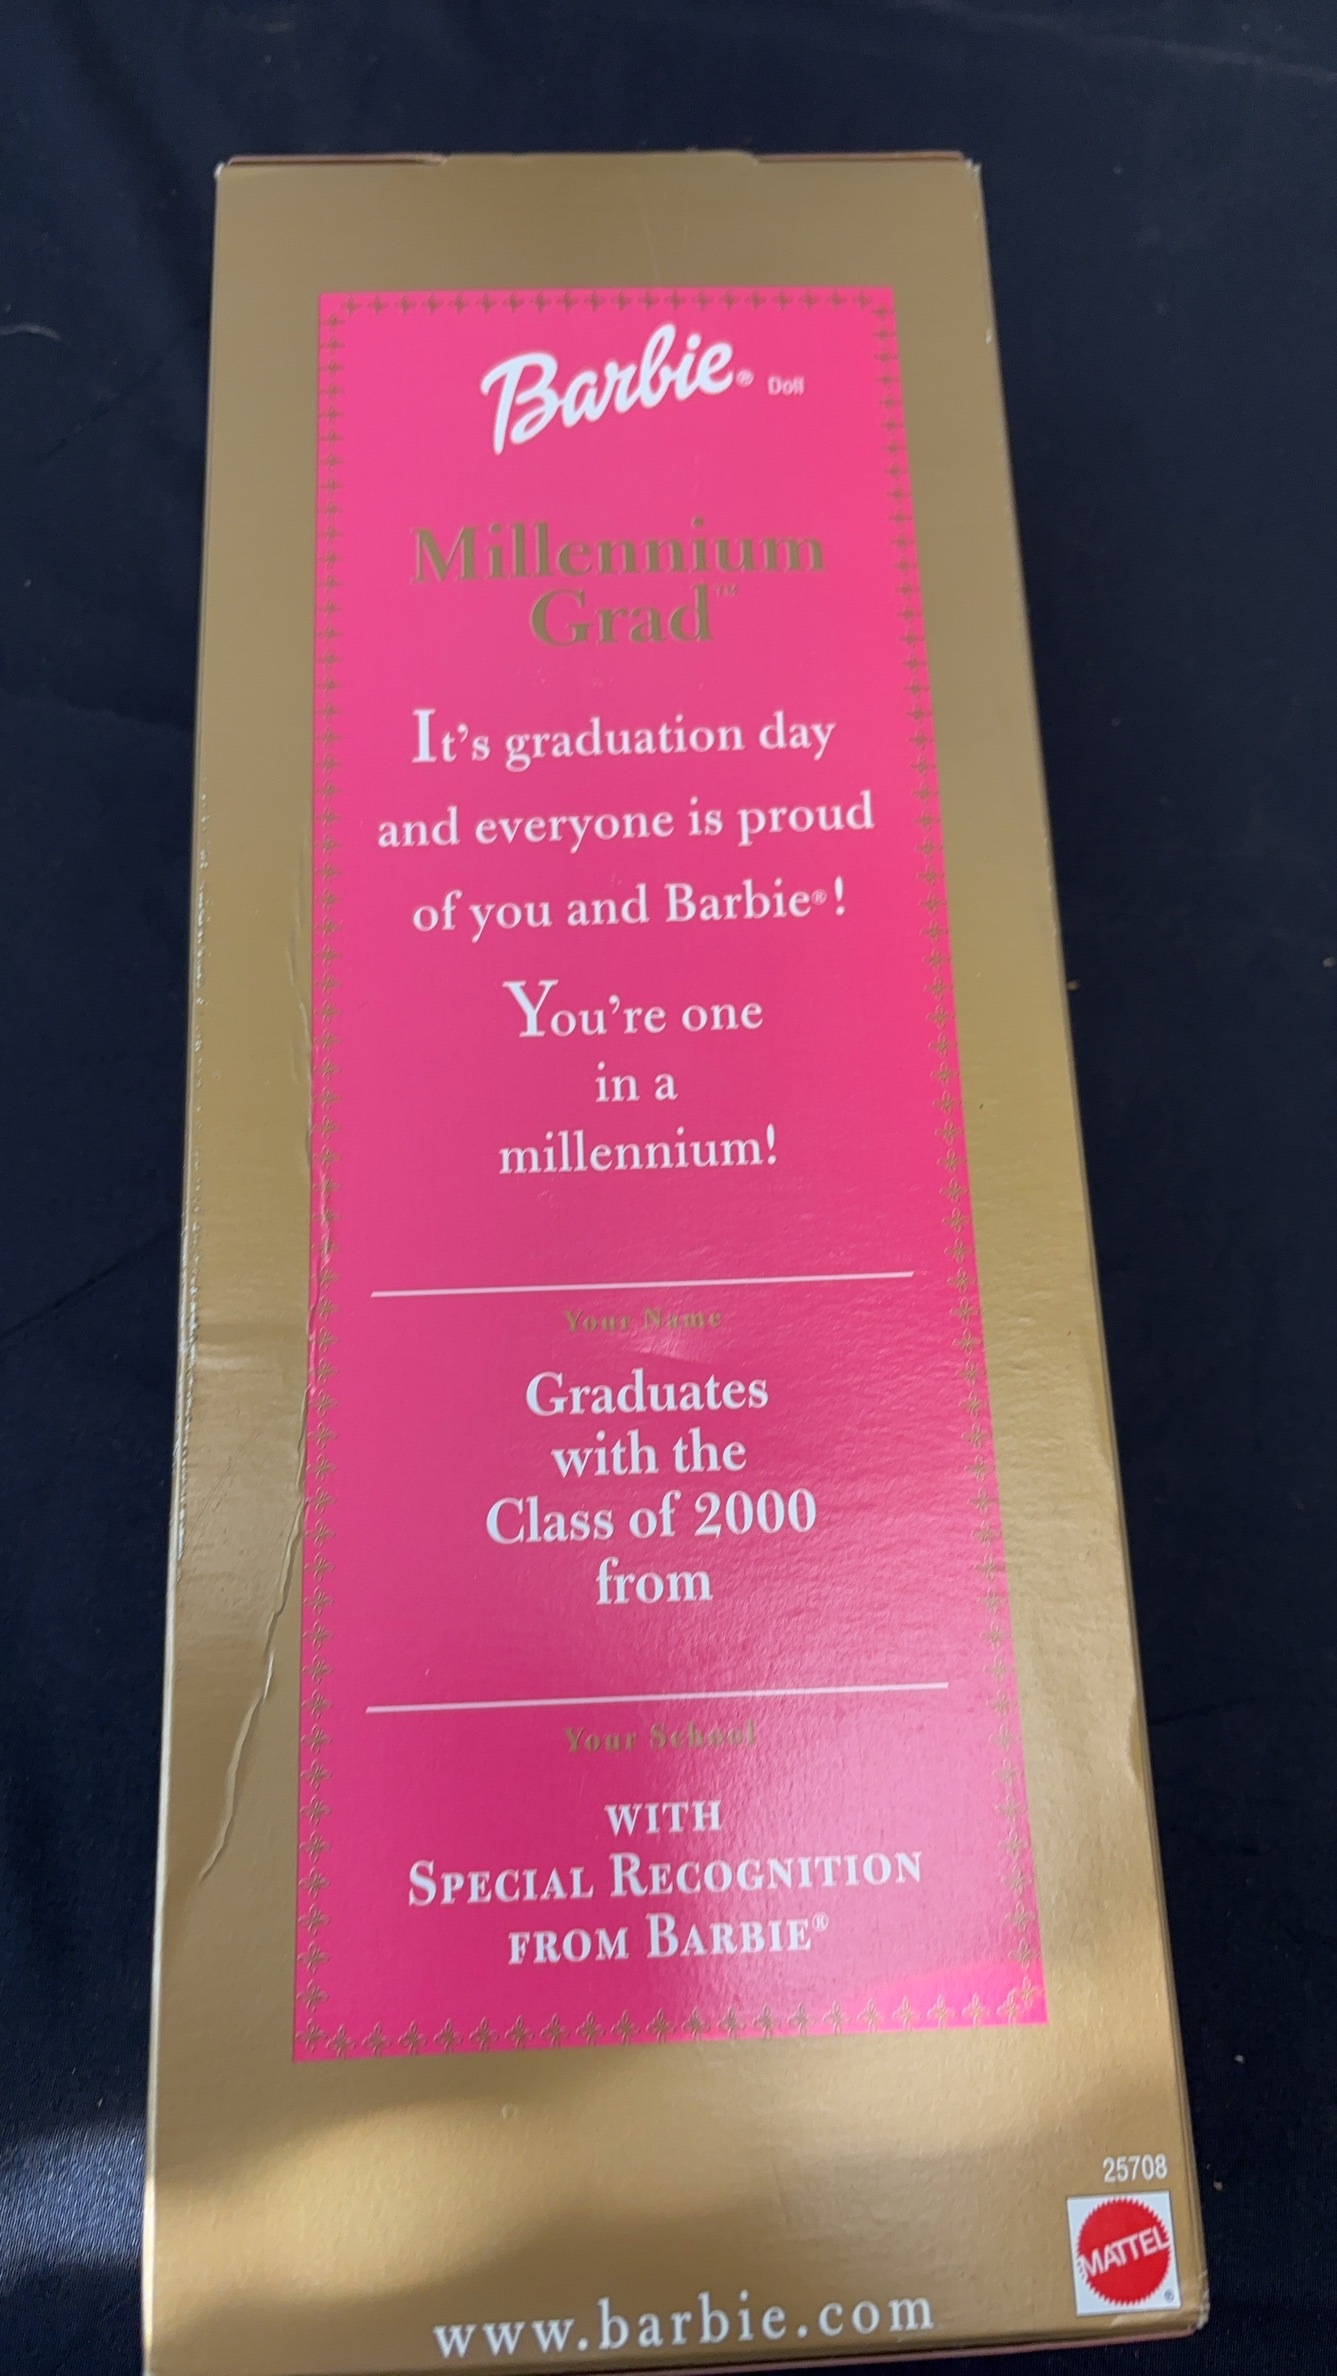 Barbie® Doll
Millennium
Grad™
It's graduation day
and everyone is proud
of you and Barbie®!
You're one
in a
millennium!
Your Name
Graduates
with the
Class of 2000
from
Your School
WITH
SPECIAL RECOGNITION
FROM BARBIE®
25708
MATTEL®
www.barbie.com